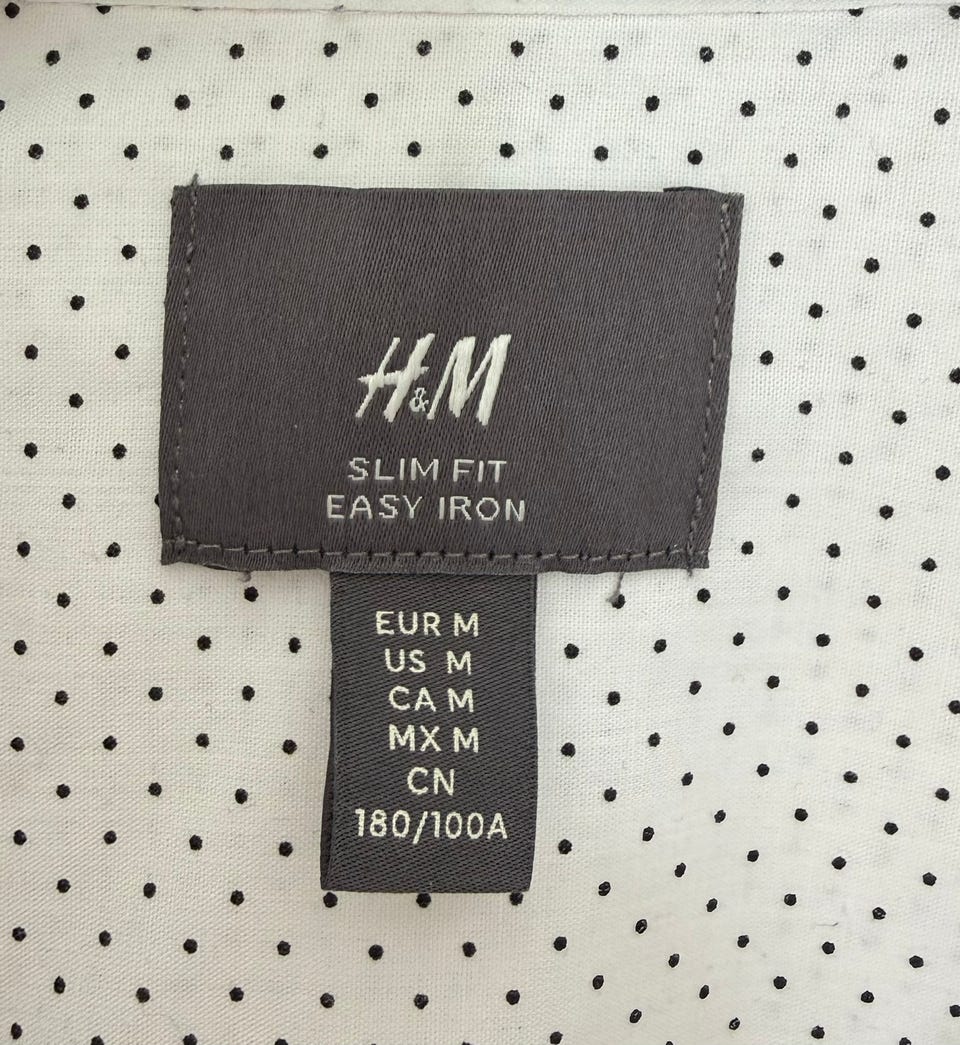 H&M
SLIM FIT
EASY IRON
EUR M
US M
CA M
MX M
CN
180/100A